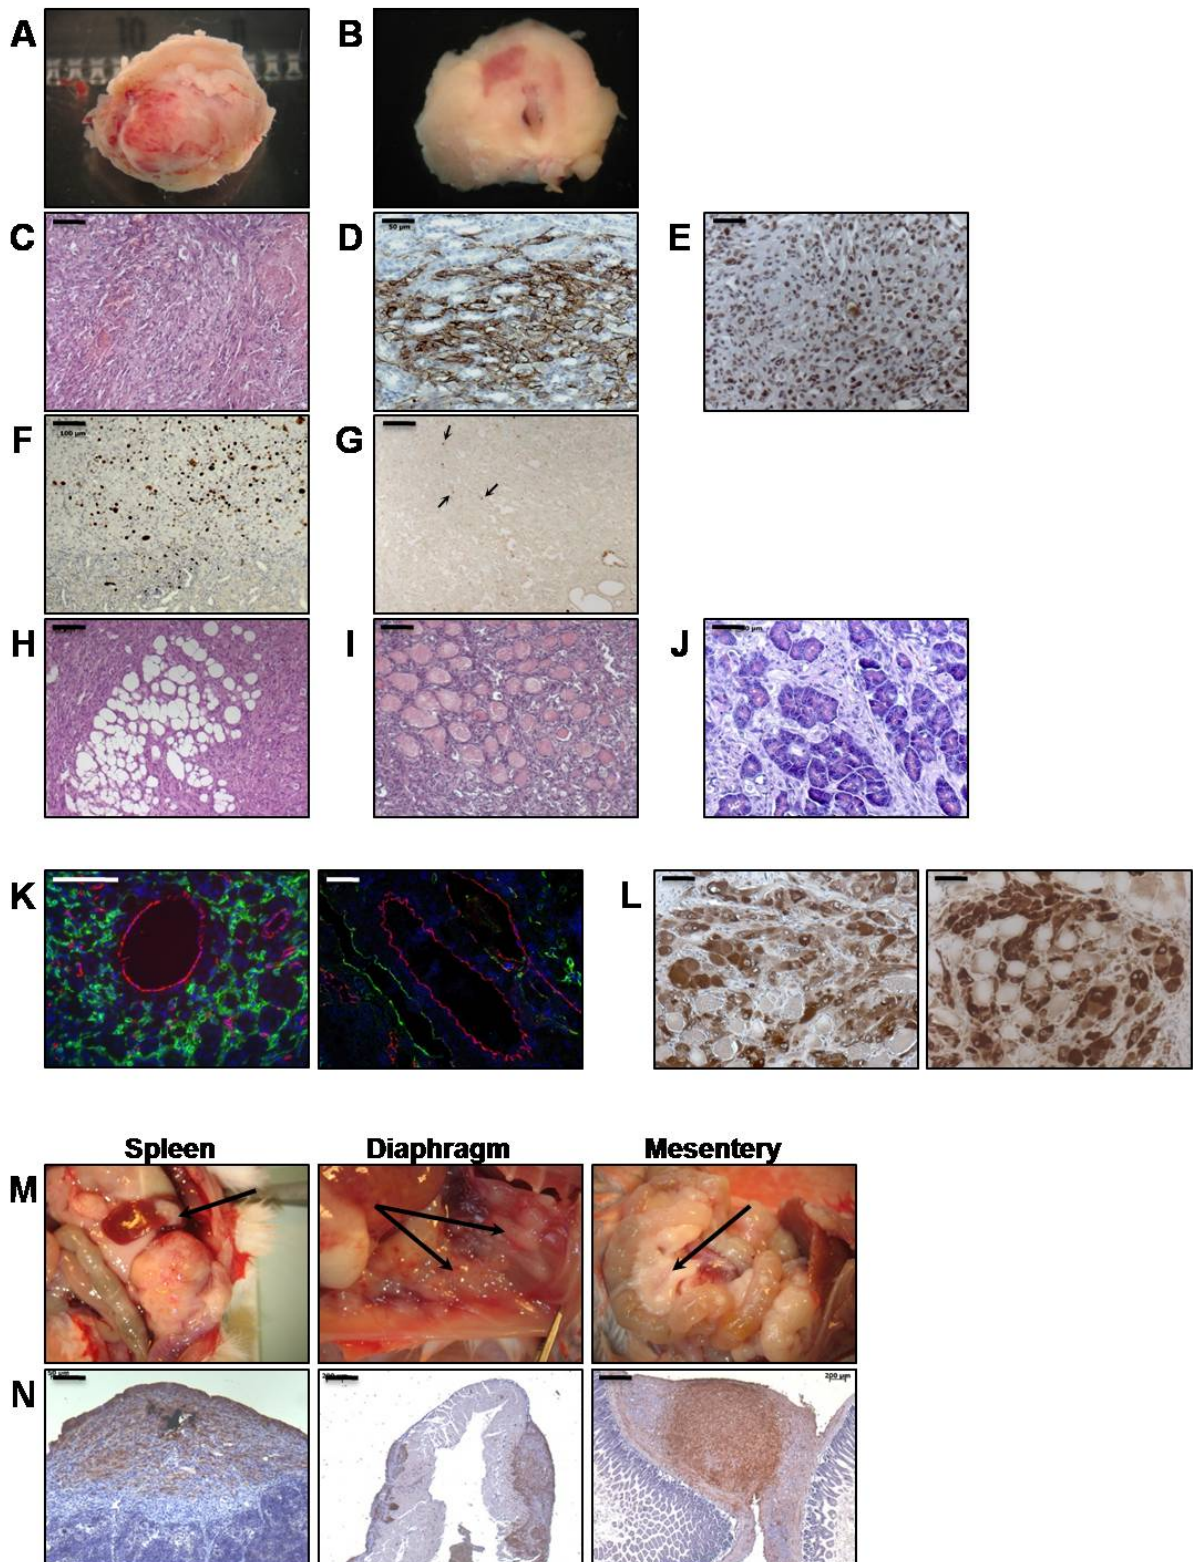 A B
C D 50 µm E
F 100 µm G
H I J
K L
Spleen Diaphragm Mesentery
M
N 200 µm